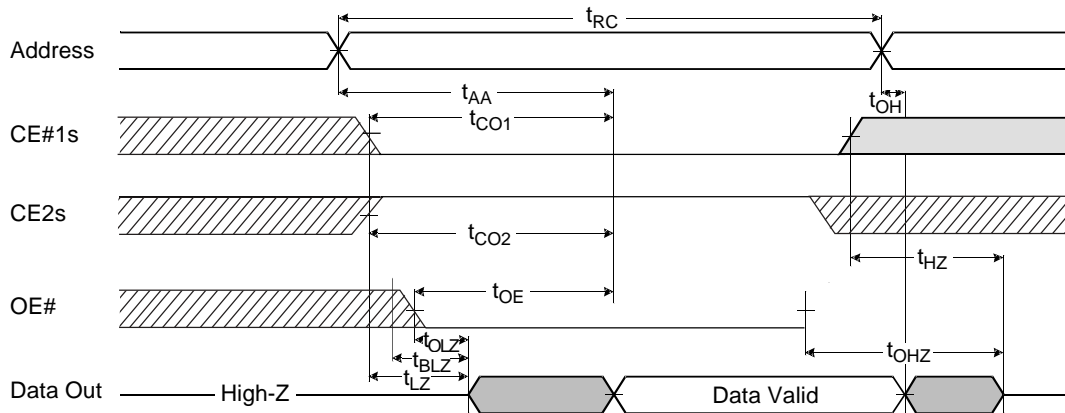 tRC
Address
tAA
tOH
tCO1
CE#1s
CE2s
tCO2
tHZ
OE#
tOE
tOLZ
tBLZ
tOHZ
tLZ
Data Out
High-Z
Data Valid